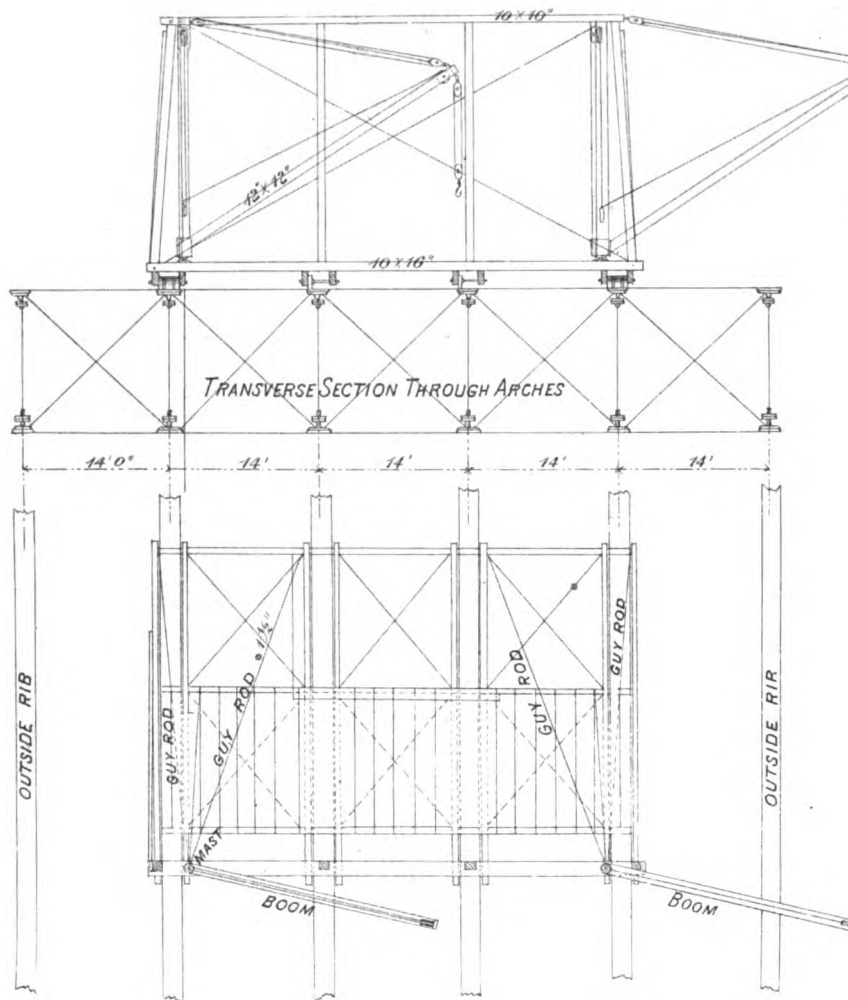 10 × 10"
12" × 12"
10 × 16"
TRANSVERSE SECTION THROUGH ARCHES
14' 0" 14' 14' 14' 14'
OUTSIDE RIB
GUY ROD
GUY ROD
GUY ROD
GUY ROD
OUTSIDE RIR
MAST
BOOM
BOOM